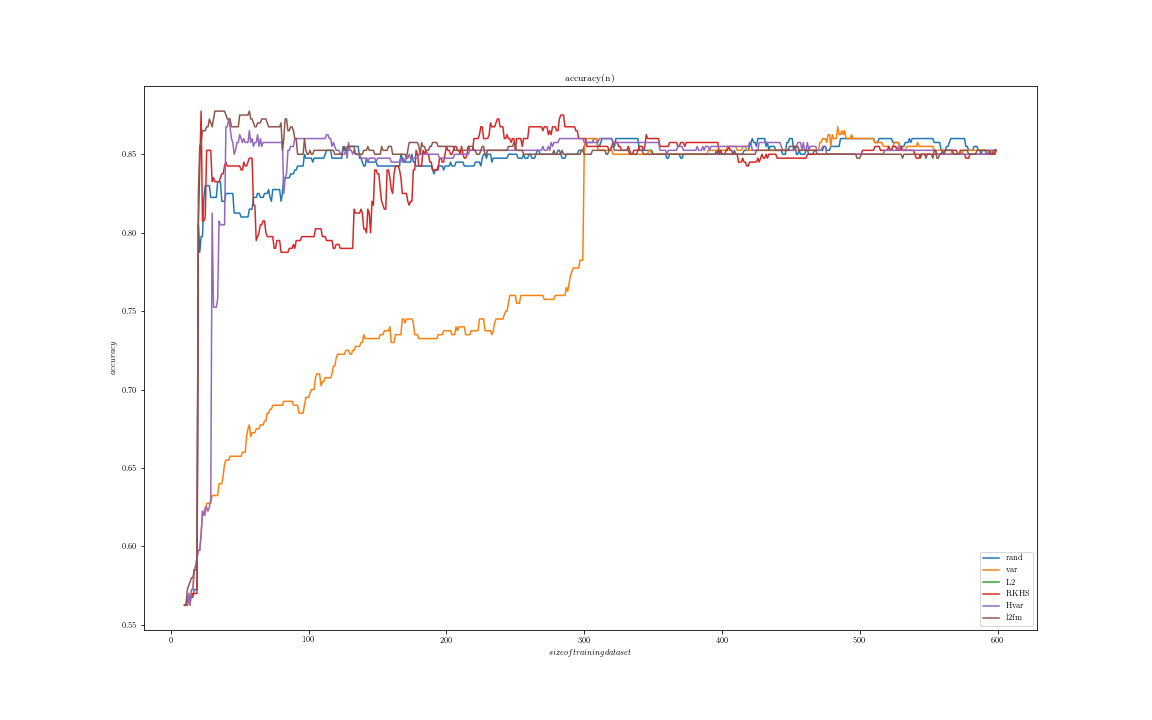 accuracy(n)
accuracy
0.85
0.80
0.75
0.70
0.65
0.60
0.55
0 100 200 300 400 500 600
sizeoftrainingdataset
rand
var
L2
RKHS
Hvar
l2fm